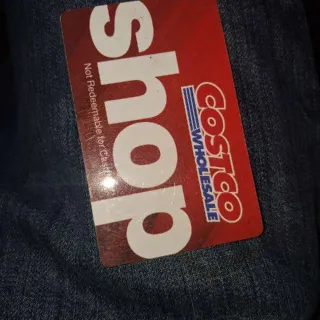 shop
Not Redeemable for Cash
COSTCO
WHOLESALE